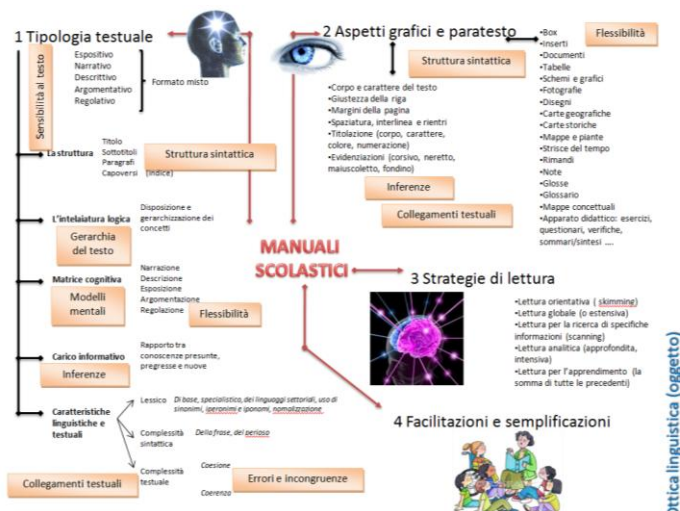 1 Tipologia testuale
Sensibilità al testo
Espositivo
Narrativo
Descrittivo
Argomentativo
Regolativo
Formato misto
La struttura
Titolo
Sottotitoli
Paragrafi
Capoversi (indice)
Struttura sintattica
L'intelaiatura logica
Disposizione e
gerarchizzazione dei
concetti
Gerarchia
del testo
Matrice cognitiva
Narrazione
Descrizione
Esposizione
Argomentazione
Regolazione
Modelli
mentali
Flessibilità
Carico informativo
Rapporto tra
conoscenze presunte,
pregresse e nuove
Inferenze
Caratteristiche
linguistiche e
testuali
Lessico
Di base, specialistico, dei linguaggi settoriali, uso di
sinonimi, iperonimi e iponomi, nomalizzazione
Complessità
sintattica
Della frase, del perioso
Complessità
testuale
Coesione
Coerenza
Collegamenti testuali
Errori e incongruenze
MANUALI
SCOLASTICI
2 Aspetti grafici e paratesto
Struttura sintattica
•Corpo e carattere del testo
•Giustezza della riga
•Margini della pagina
•Spaziatura, interlinea e rientri
•Titolazione (corpo, carattere,
colore, numerazione)
•Evidenziazioni (corsivo, neretto,
maiuscoletto, fondino)
Inferenze
Collegamenti testuali
•Box
•Inserti
•Documenti
•Tabelle
•Schemi e grafici
•Fotografie
•Disegni
•Carte geografiche
•Carte storiche
•Mappe e piante
•Strisce del tempo
•Rimandi
•Note
•Glosse
•Glossario
•Mappe concettuali
•Apparato didattico: esercizi,
questionari, verifiche,
sommari/sintesi ....
Flessibilità
3 Strategie di lettura
•Lettura orientativa ( skimming)
•Lettura globale (o estensiva)
•Lettura per la ricerca di specifiche
informazioni (scanning)
•Lettura analitica (approfondita,
intensiva)
•Lettura per l'apprendimento (la
somma di tutte le precedenti)
4 Facilitazioni e semplificazioni
Ottica linguistica (oggetto)